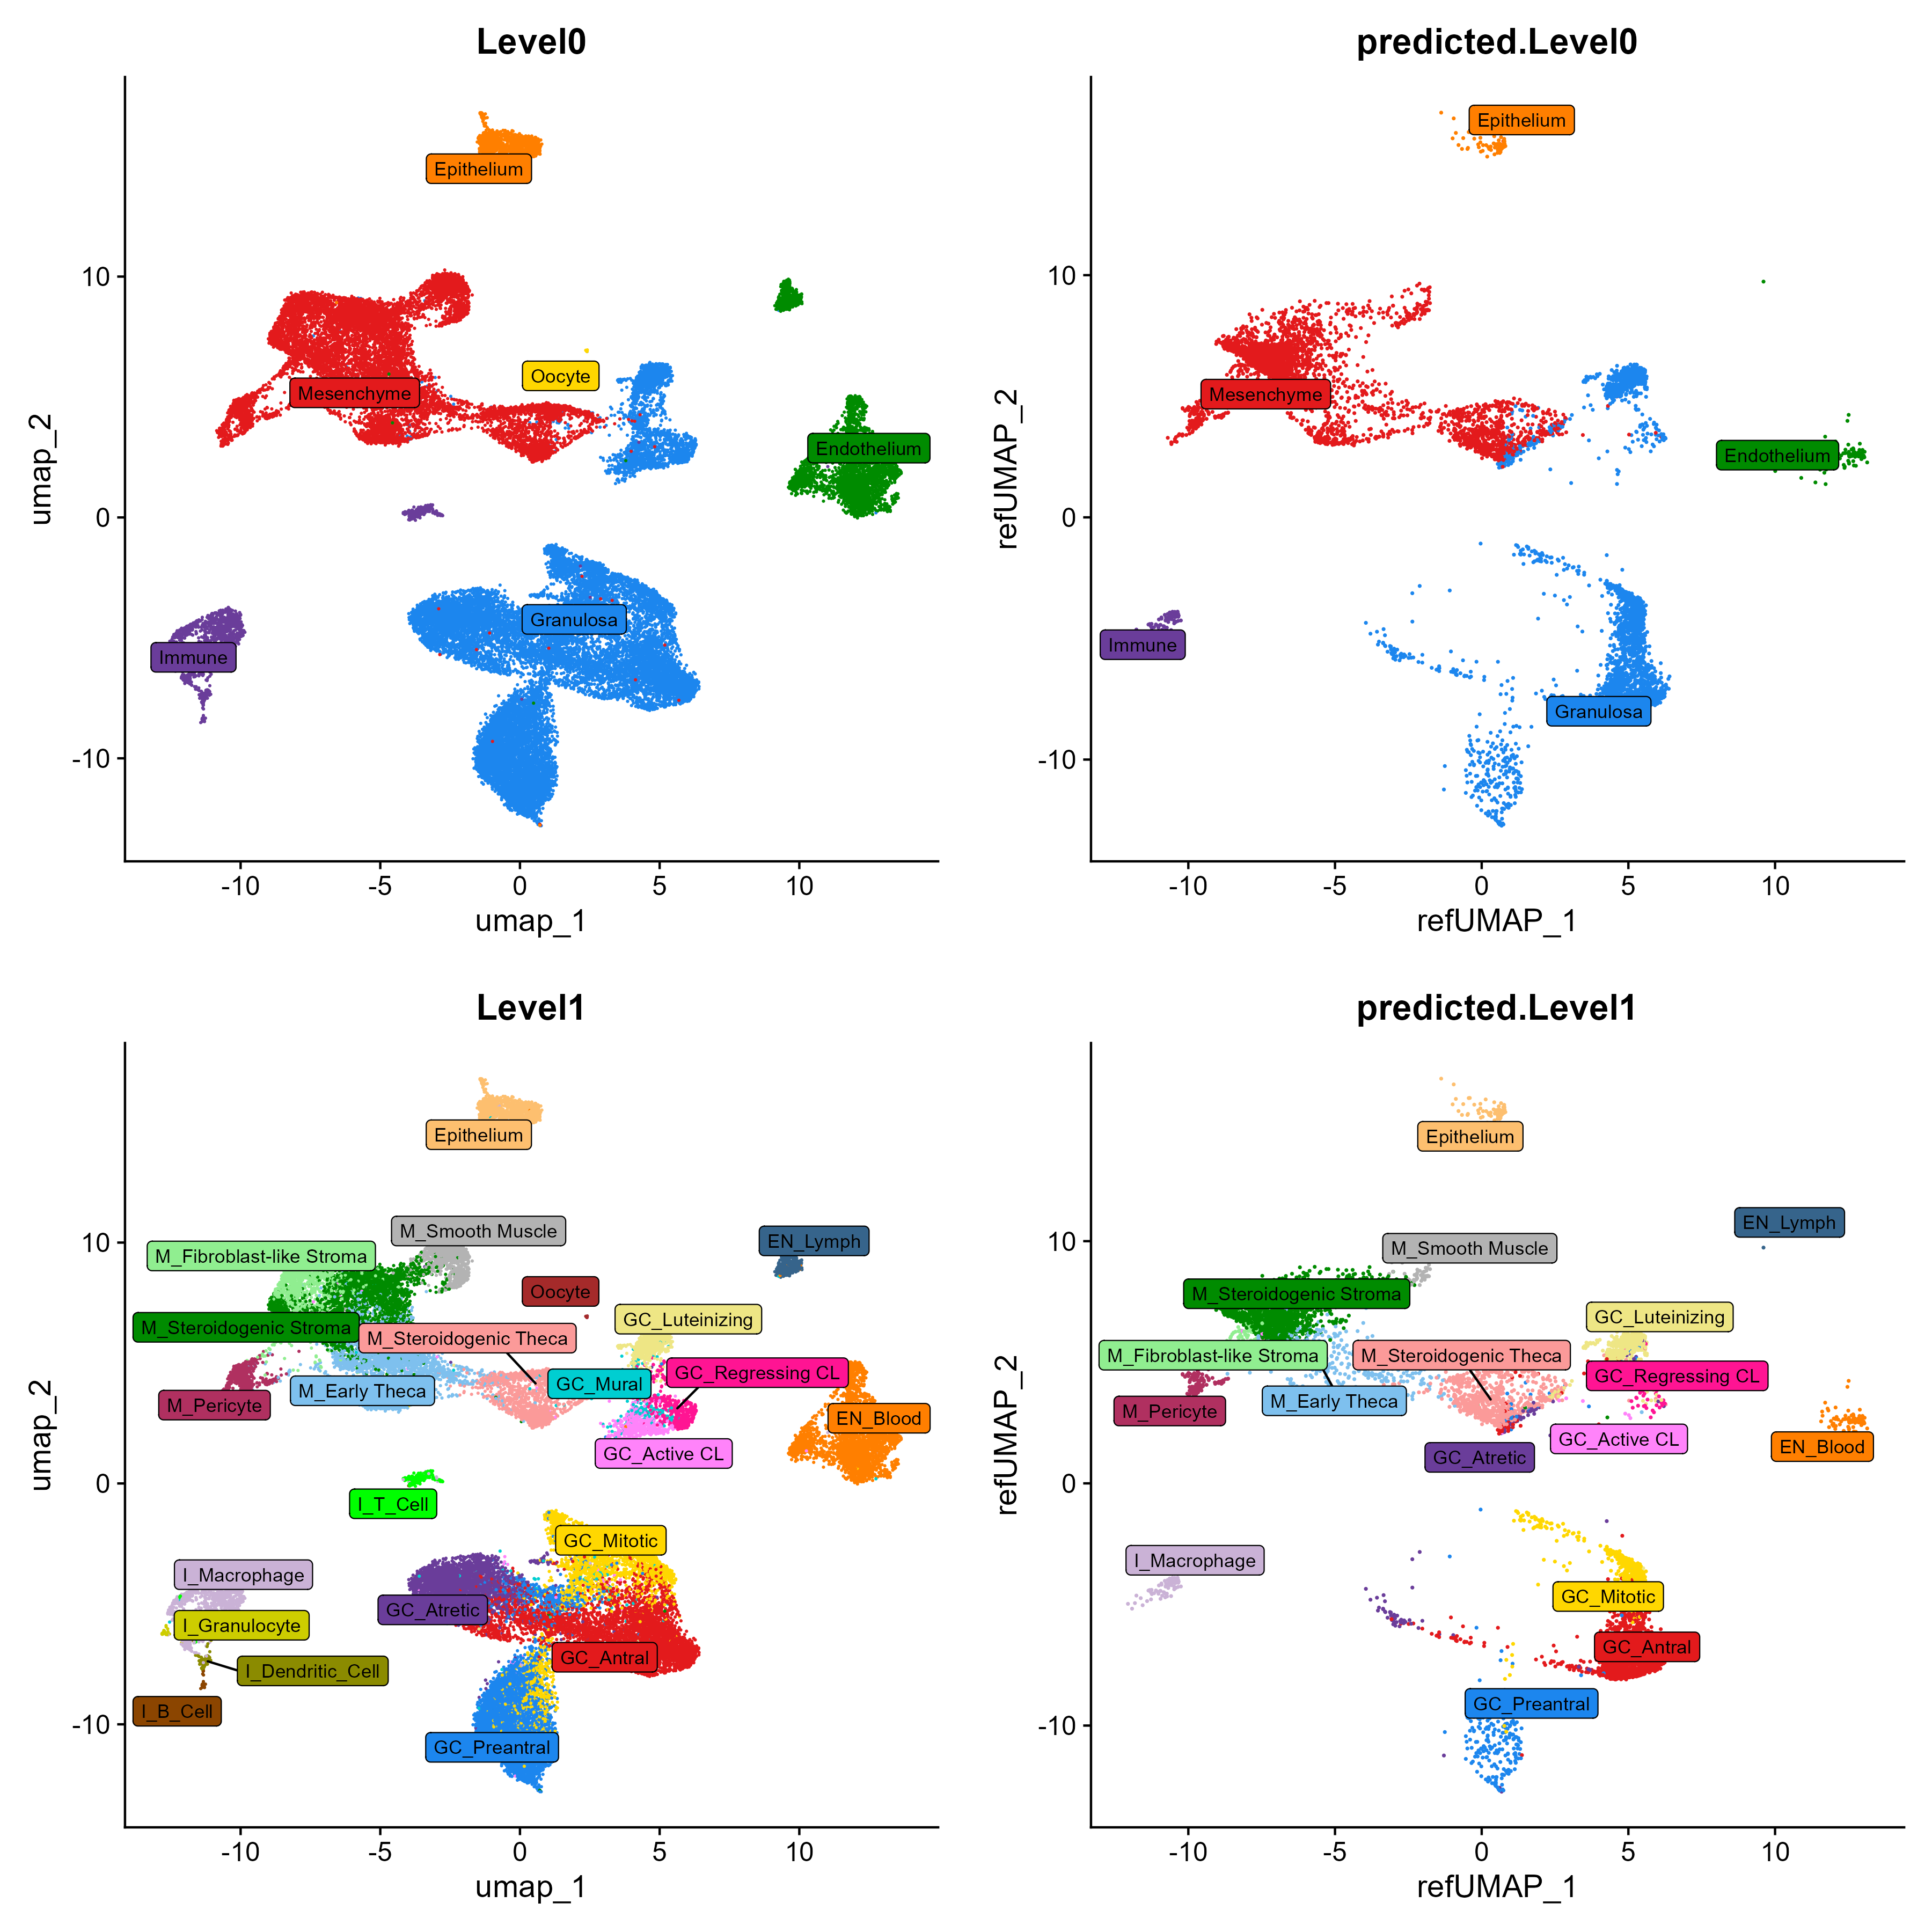 Level0
predicted.Level0
Epithelium
Mesenchyme
Oocyte
Endothelium
Granulosa
Immune
umap_2
10
0
-10
-10
-5
0
5
10
umap_1
Epithelium
Mesenchyme
Endothelium
Immune
Granulosa
refUMAP_2
10
0
-10
-10
-5
0
5
10
refUMAP_1
Level1
predicted.Level1
Epithelium
M_Smooth Muscle
EN_Lymph
M_Fibroblast-like Stroma
Oocyte
GC_Luteinizing
M_Steroidogenic Stroma
M_Steroidogenic Theca
GC_Regressing CL
GC_Mural
M_Early Theca
M_Pericyte
EN_Blood
GC_Active CL
I_T_Cell
GC_Mitotic
I_Macrophage
GC_Atretic
I_Granulocyte
GC_Antral
I_Dendritic_Cell
I_B_Cell
GC_Preantral
umap_2
10
0
-10
-10
-5
0
5
10
umap_1
Epithelium
EN_Lymph
M_Smooth Muscle
M_Steroidogenic Stroma
GC_Luteinizing
M_Fibroblast-like Stroma
M_Steroidogenic Theca
GC_Regressing CL
M_Early Theca
M_Pericyte
GC_Active CL
EN_Blood
GC_Atretic
I_Macrophage
GC_Mitotic
GC_Antral
GC_Preantral
refUMAP_2
10
0
-10
-10
-5
0
5
10
refUMAP_1